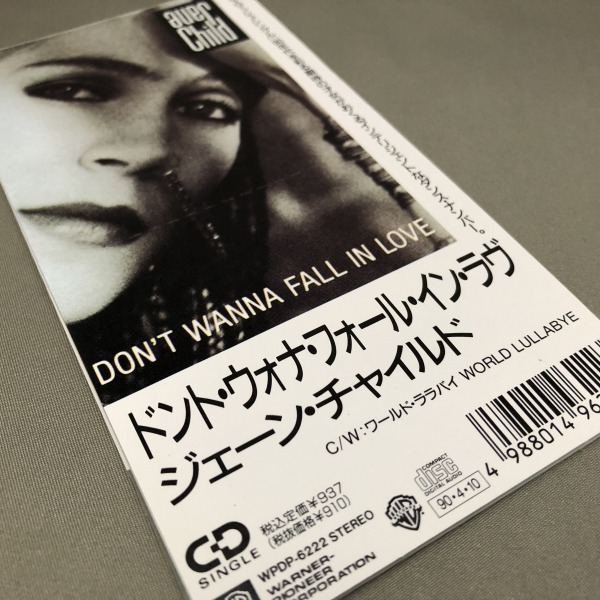 Child
DON'T WANNA FALL IN LOVE
ドント・ウォナ・フォール・イン・ラヴ
ジェーン・チャイルド
C/W:ワールド・ララバイ WORLD LULLABYE
COMPACT
disc
DIGITAL AUDIO
4 988014 96
90・4・10
CD
SINGLE
税込定価¥937
(税抜価格¥910)
WPDP-6222 STEREO
WARNER-
PIONEER
CORPORATION